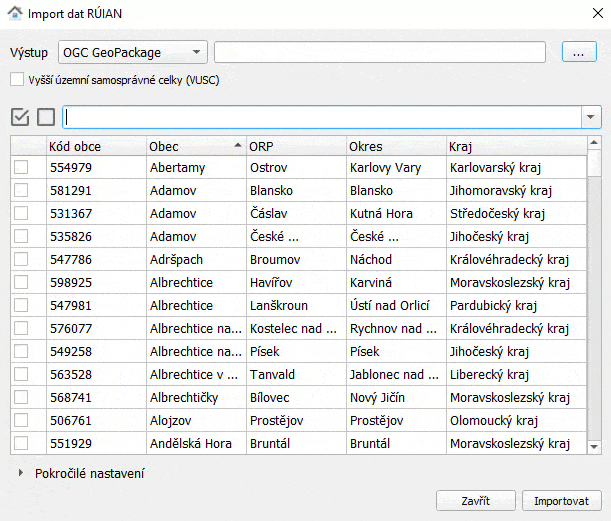 Import dat RÚIAN
Výstup OGC GeoPackage ...
Vyšší územní samosprávné celky (VUSC)
Kód obce Obec ORP Okres Kraj
554979 Abertamy Ostrov Karlovy Vary Karlovarský kraj
581291 Adamov Blansko Blansko Jihomoravský kraj
531367 Adamov Čáslav Kutná Hora Středočeský kraj
535826 Adamov České ... České ... Jihočeský kraj
547786 Adršpach Broumov Náchod Královéhradecký kraj
598925 Albrechtice Havířov Karviná Moravskoslezský kraj
547981 Albrechtice Lanškroun Ústí nad Orlicí Pardubický kraj
576077 Albrechtice na... Kostelec nad ... Rychnov nad ... Královéhradecký kraj
549258 Albrechtice na... Písek Písek Jihočeský kraj
563528 Albrechtice v ... Tanvald Jablonec nad ... Liberecký kraj
568741 Albrechtičky Bílovec Nový Jičín Moravskoslezský kraj
506761 Alojzov Prostějov Prostějov Olomoucký kraj
551929 Andělská Hora Bruntál Bruntál Moravskoslezský kraj
Pokročilé nastavení
Zavřít Importovat